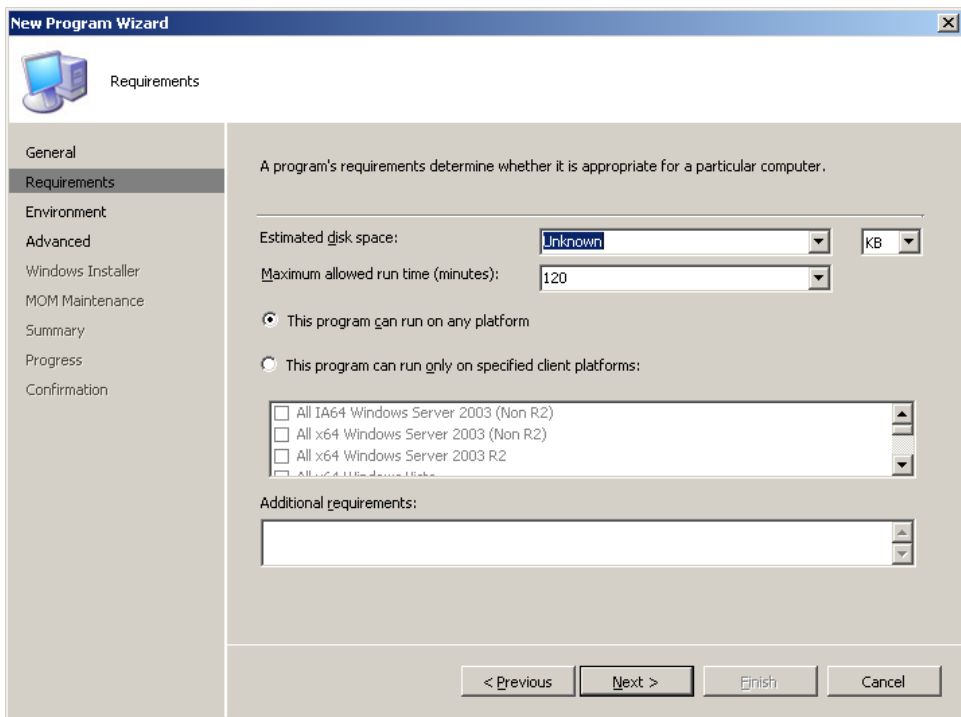 New Program Wizard
Requirements
General
Requirements
Environment
Advanced
Windows Installer
MOM Maintenance
Summary
Progress
Confirmation
A program's requirements determine whether it is appropriate for a particular computer.
Estimated disk space: Unknown KB
Maximum allowed run time (minutes): 120
This program can run on any platform
This program can run only on specified client platforms:
All IA64 Windows Server 2003 (Non R2)
All x64 Windows Server 2003 (Non R2)
All x64 Windows Server 2003 R2
All x64 Windows Vista
Additional requirements:
< Previous Next > Finish Cancel